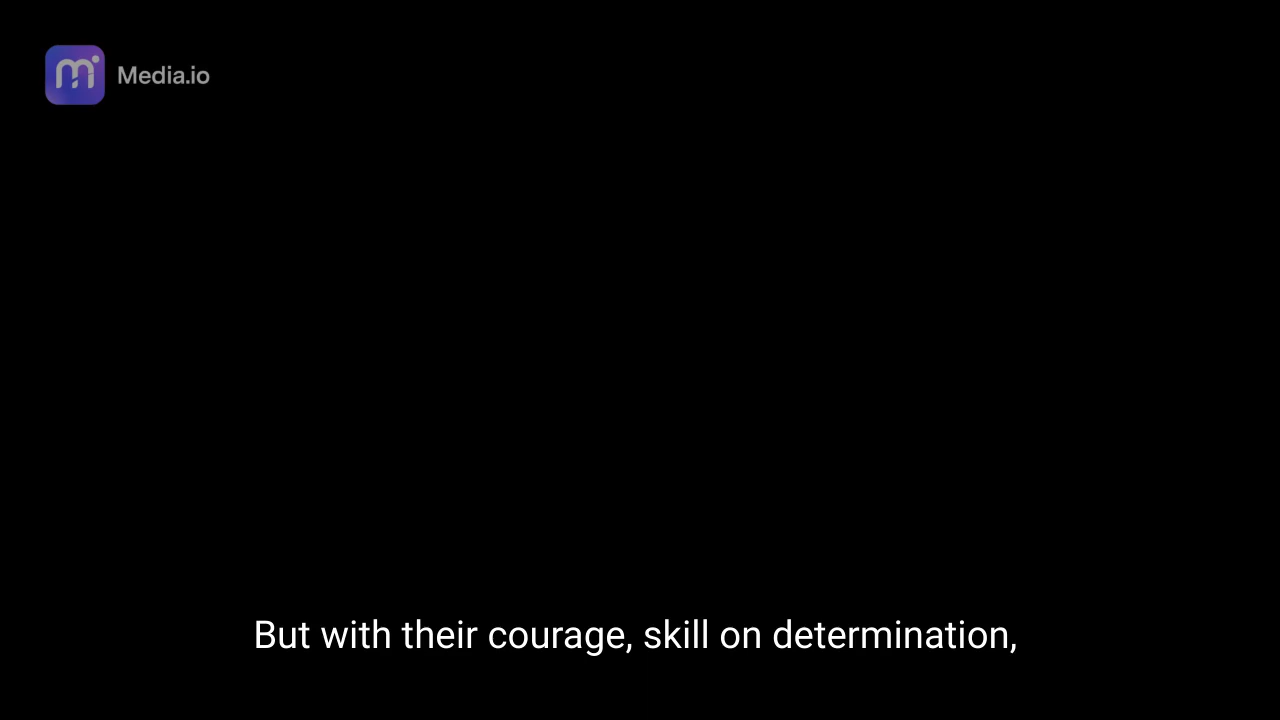 Media.io
But with their courage, skill on determination,